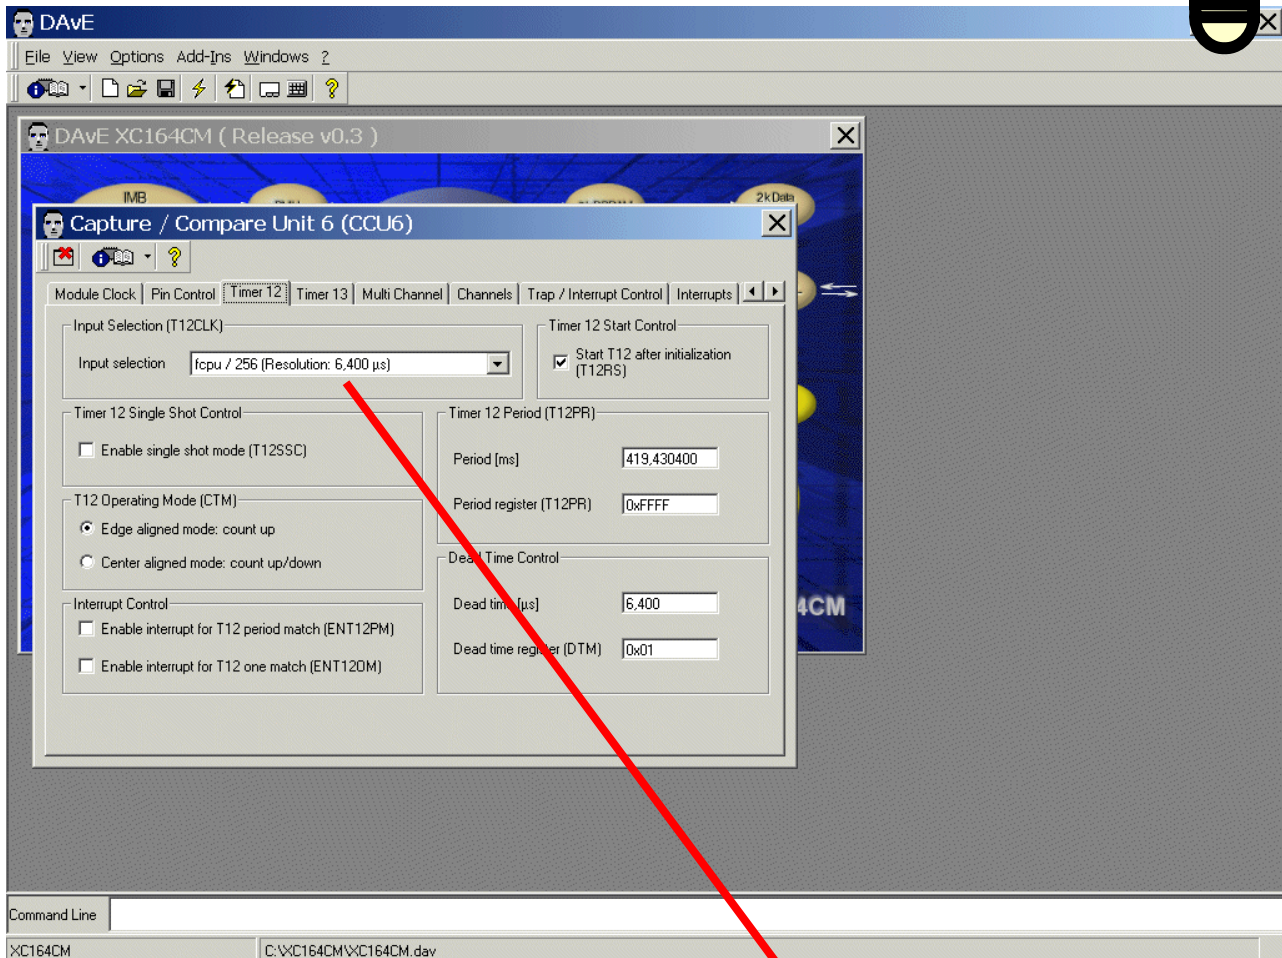 DAvE
File View Options Add-Ins Windows ?
DAvE XC164CM ( Release v0.3 )
IMB
2k Data
Capture / Compare Unit 6 (CCU6)
Module Clock Pin Control Timer 12 Timer 13 Multi Channel Channels Trap / Interrupt Control Interrupts
Input Selection (T12CLK)
Input selection fcpu / 256 (Resolution: 6,400 µs)
Timer 12 Start Control
Start T12 after initialization
(T12RS)
Timer 12 Single Shot Control
Enable single shot mode (T12SSC)
Timer 12 Period (T12PR)
Period [ms] 419,430400
Period register (T12PR) 0xFFFF
T12 Operating Mode (CTM)
Edge aligned mode: count up
Center aligned mode: count up/down
Dead Time Control
Dead time [µs] 6,400
Dead time register (DTM) 0x01
Interrupt Control
Enable interrupt for T12 period match (ENT12PM)
Enable interrupt for T12 one match (ENT12OM)
4CM
Command Line
XC164CM C:\XC164CM\XC164CM.dav